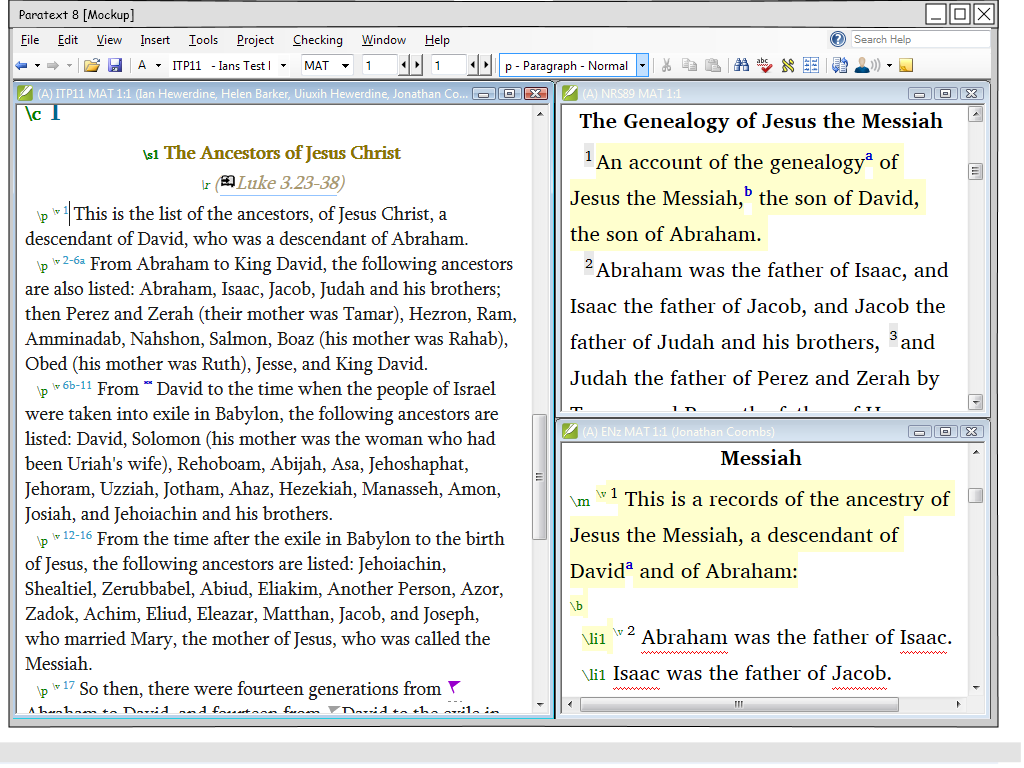 Paratext 8 [Mockup]
File Edit View Insert Tools Project Checking Window Help Search Help
A ITP11 - Ians Test l MAT 1 1 p - Paragraph - Normal
(A) ITP11 MAT 1:1 (Ian Hewerdine, Helen Barker, Uiuxih Hewerdine, Jonathan Co...
\c 1
\s1 The Ancestors of Jesus Christ
\r (Luke 3.23-38)
\p \v 1 This is the list of the ancestors, of Jesus Christ, a
descendant of David, who was a descendant of Abraham.
\p \v 2-6a From Abraham to King David, the following ancestors
are also listed: Abraham, Isaac, Jacob, Judah and his brothers;
then Perez and Zerah (their mother was Tamar), Hezron, Ram,
Amminadab, Nahshon, Salmon, Boaz (his mother was Rahab),
Obed (his mother was Ruth), Jesse, and King David.
\p \v 6b-11 From David to the time when the people of Israel
were taken into exile in Babylon, the following ancestors are
listed: David, Solomon (his mother was the woman who had
been Uriah's wife), Rehoboam, Abijah, Asa, Jehoshaphat,
Jehoram, Uzziah, Jotham, Ahaz, Hezekiah, Manasseh, Amon,
Josiah, and Jehoiachin and his brothers.
\p \v 12-16 From the time after the exile in Babylon to the birth
of Jesus, the following ancestors are listed: Jehoiachin,
Shealtiel, Zerubbabel, Abiud, Eliakim, Another Person, Azor,
Zadok, Achim, Eliud, Eleazar, Matthan, Jacob, and Joseph,
who married Mary, the mother of Jesus, who was called the
Messiah.
\p \v 17 So then, there were fourteen generations from
Abraham to David, and fourteen from David to the exile in
(A) NRS89 MAT 1:1
The Genealogy of Jesus the Messiah
1 An account of the genealogy a of
Jesus the Messiah, b the son of David,
the son of Abraham.
2 Abraham was the father of Isaac, and
Isaac the father of Jacob, and Jacob the
father of Judah and his brothers, 3 and
Judah the father of Perez and Zerah by
(A) ENz MAT 1:1 (Jonathan Coombs)
Messiah
\m \v 1 This is a records of the ancestry of
Jesus the Messiah, a descendant of
David a and of Abraham:
\b
\li1 \v 2 Abraham was the father of Isaac.
\li1 Isaac was the father of Jacob.